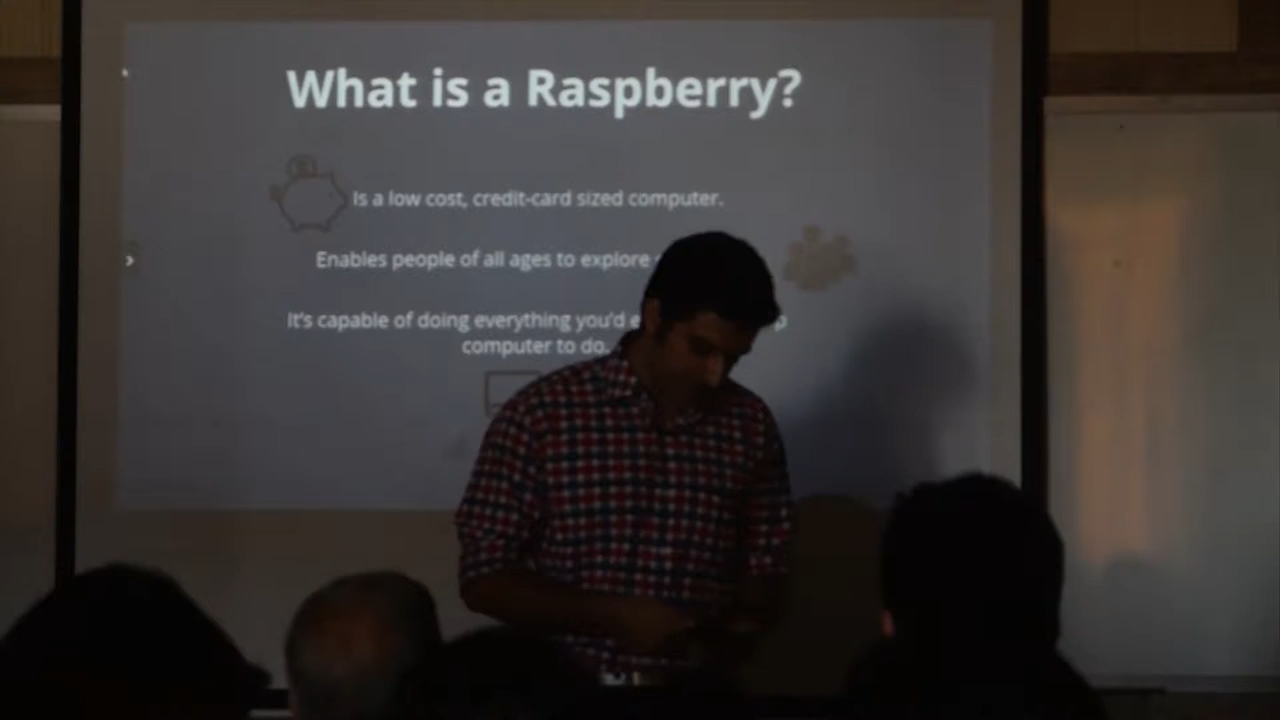 What is a Raspberry?
Is a low cost, credit-card sized computer.
Enables people of all ages to explore
It's capable of doing everything you'd
computer to do.